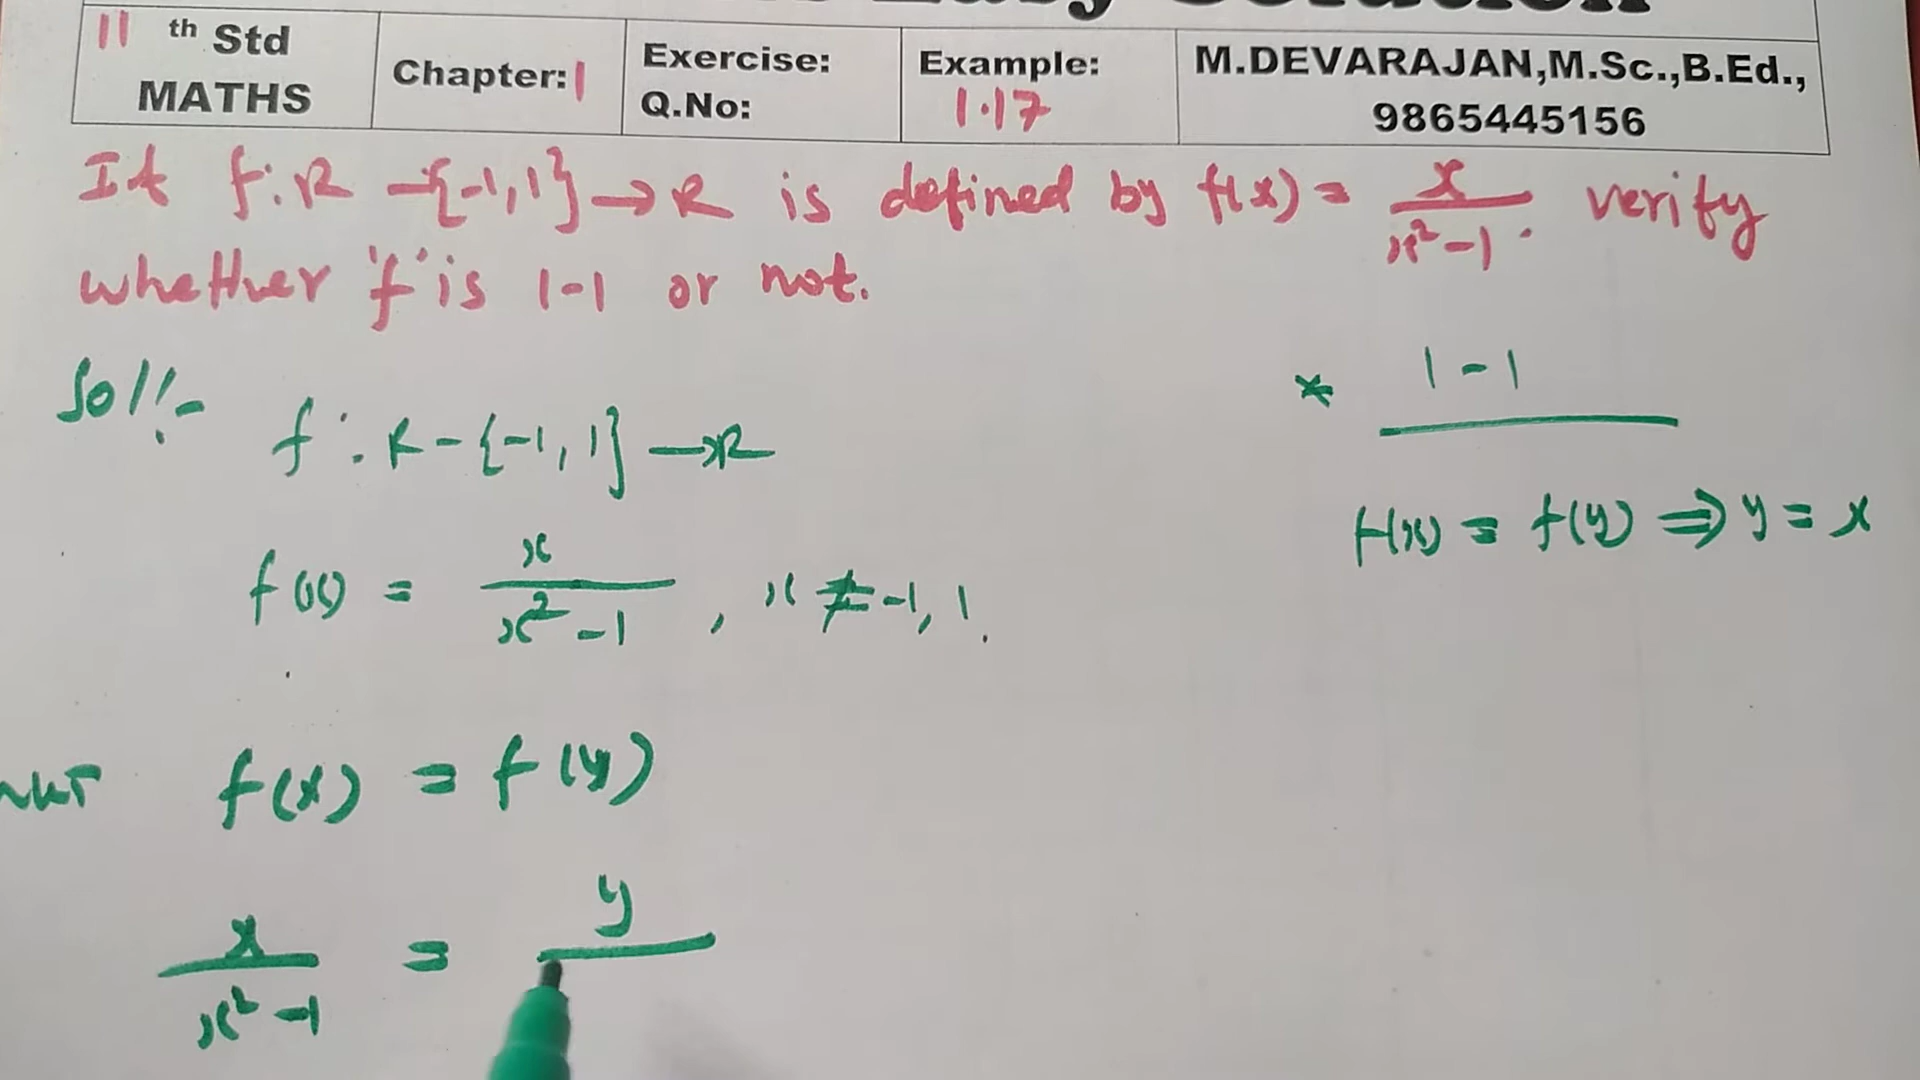 11th Std MATHS Chapter: 1 Exercise: Q.No: Example: 1.17 M.DEVARAJAN,M.Sc.,B.Ed., 9865445156
If f:R -{-1,1}→R is defined by f(x) = x/(x²-1). verify
whether 'f' is 1-1 or not.
Sol!:-
f:R-{-1,1}→R
* 1-1
f(x) = f(y) ⇒ y = x
f(x) = x/(x²-1), x ≠ -1, 1.
f(x) = f(y)
x/(x²-1) = y